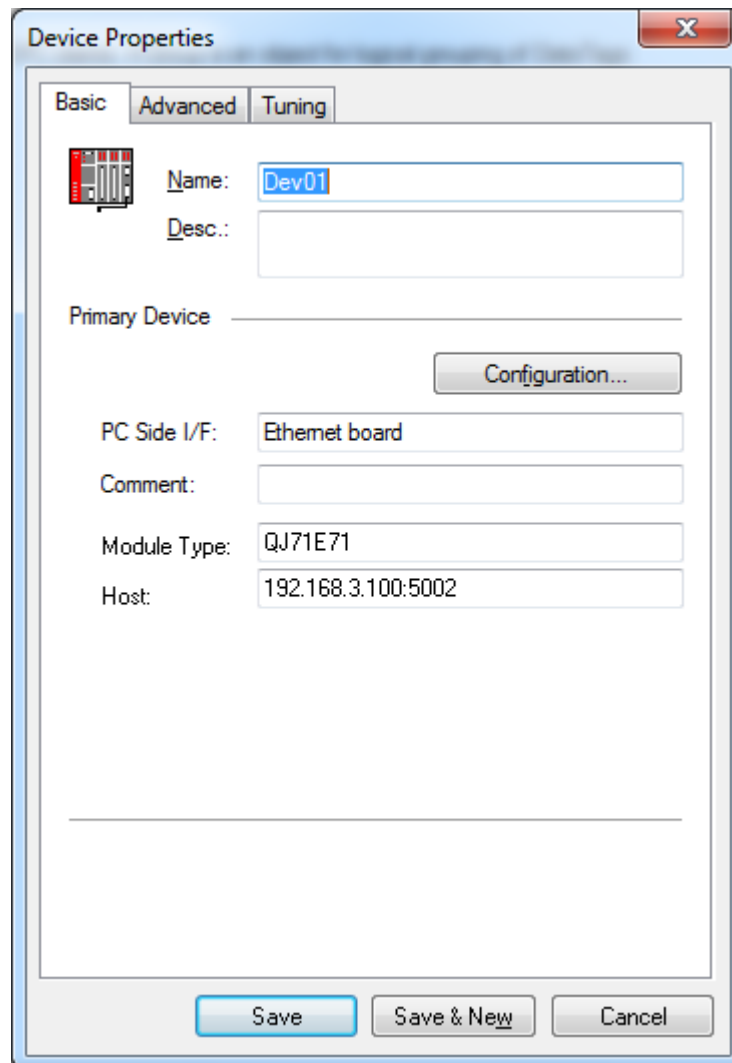 Device Properties
Basic Advanced Tuning
Name: Dev01
Desc.:
Primary Device
Configuration...
PC Side I/F: Ethernet board
Comment:
Module Type: QJ71E71
Host: 192.168.3.100:5002
Save Save & New Cancel